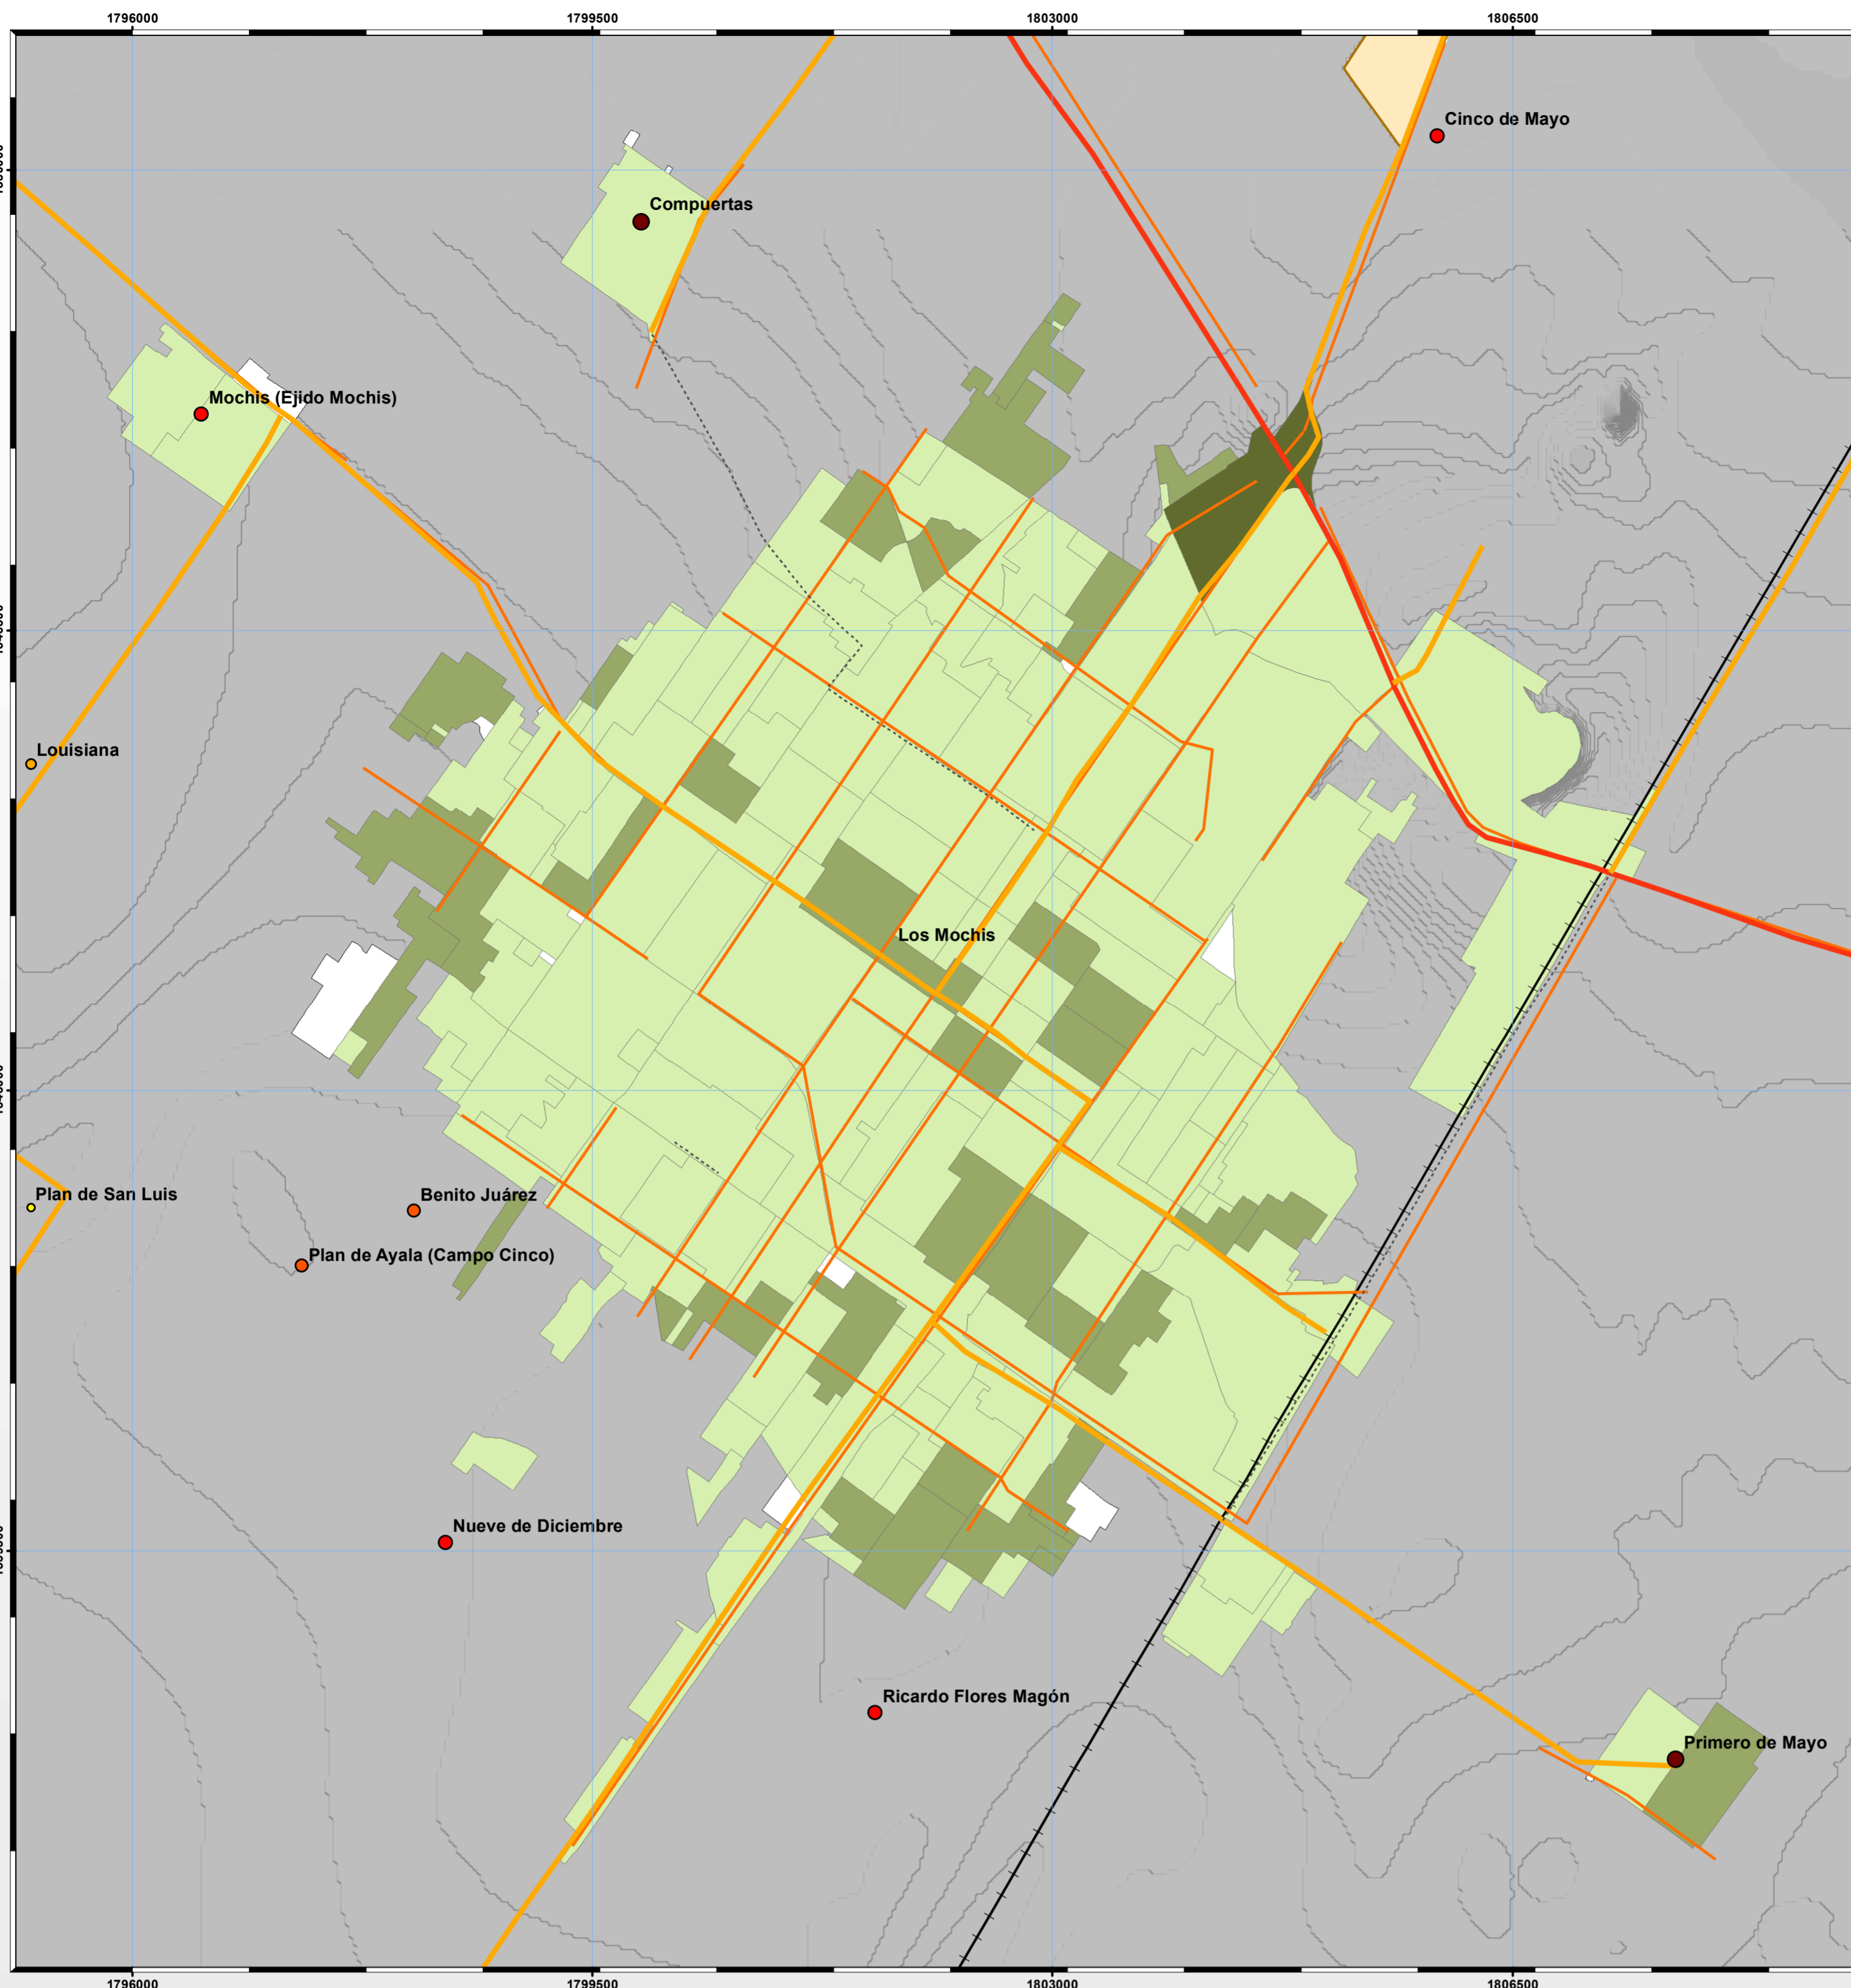 1796000 1799500 1803000 1806500
Cinco de Mayo
Compuertas
Mochis (Ejido Mochis)
Louisiana
Los Mochis
Plan de San Luis
Benito Juárez
Plan de Ayala (Campo Cinco)
Nueve de Diciembre
Ricardo Flores Magón
Primero de Mayo
1796000 1799500 1803000 1806500